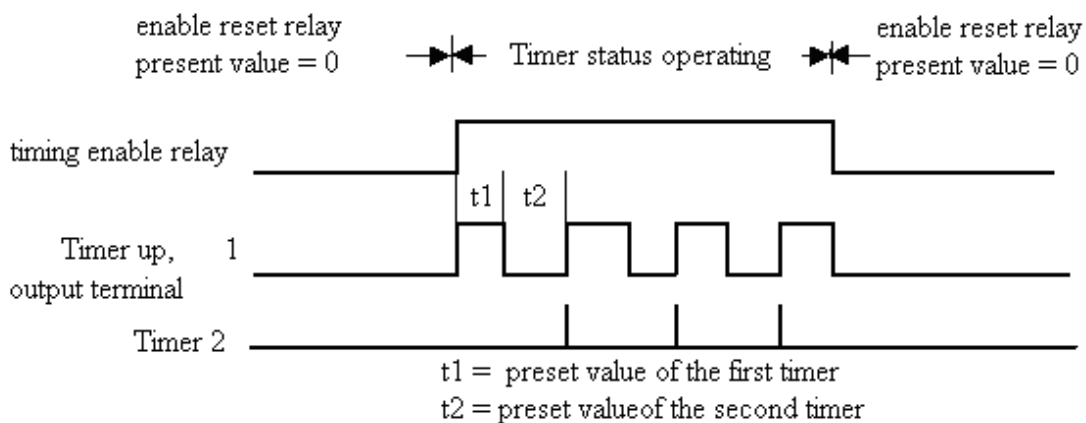 enable reset relay
present value = 0
Timer status operating
enable reset relay
present value = 0
timing enable relay
t1
t2
Timer up, 1
output terminal
Timer 2
t1 = preset value of the first timer
t2 = preset valueof the second timer